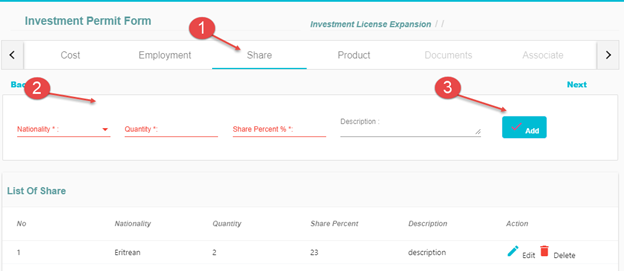 Investment Permit Form
Investment License Expansion / /
1
< Cost Employment Share Product Documents Associate >
2
3
Next
Nationality * : Quantity *: Share Percent % *: Description : Add
List Of Share
No Nationality Quantity Share Percent Description Action
1 Eritrean 2 23 description Edit Delete